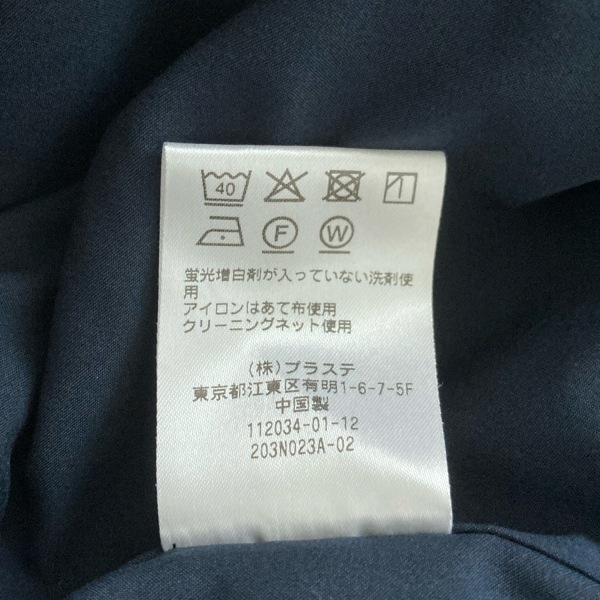 40
F W
蛍光増白剤が入っていない洗剤使
用
アイロンはあて布使用
クリーニングネット使用
(株)プラステ
東京都江東区有明1-6-7-5F
中国製
112034-01-12
203N023A-02